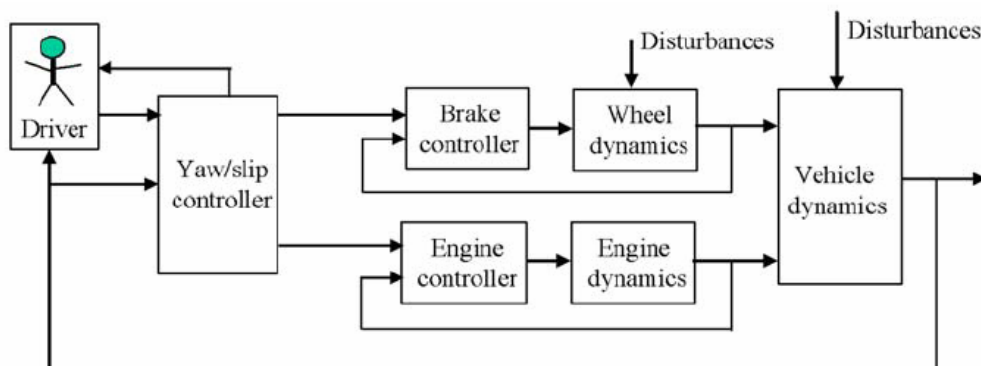 Driver
Yaw/slip
controller
Brake
controller
Disturbances
Wheel
dynamics
Engine
controller
Engine
dynamics
Disturbances
Vehicle
dynamics